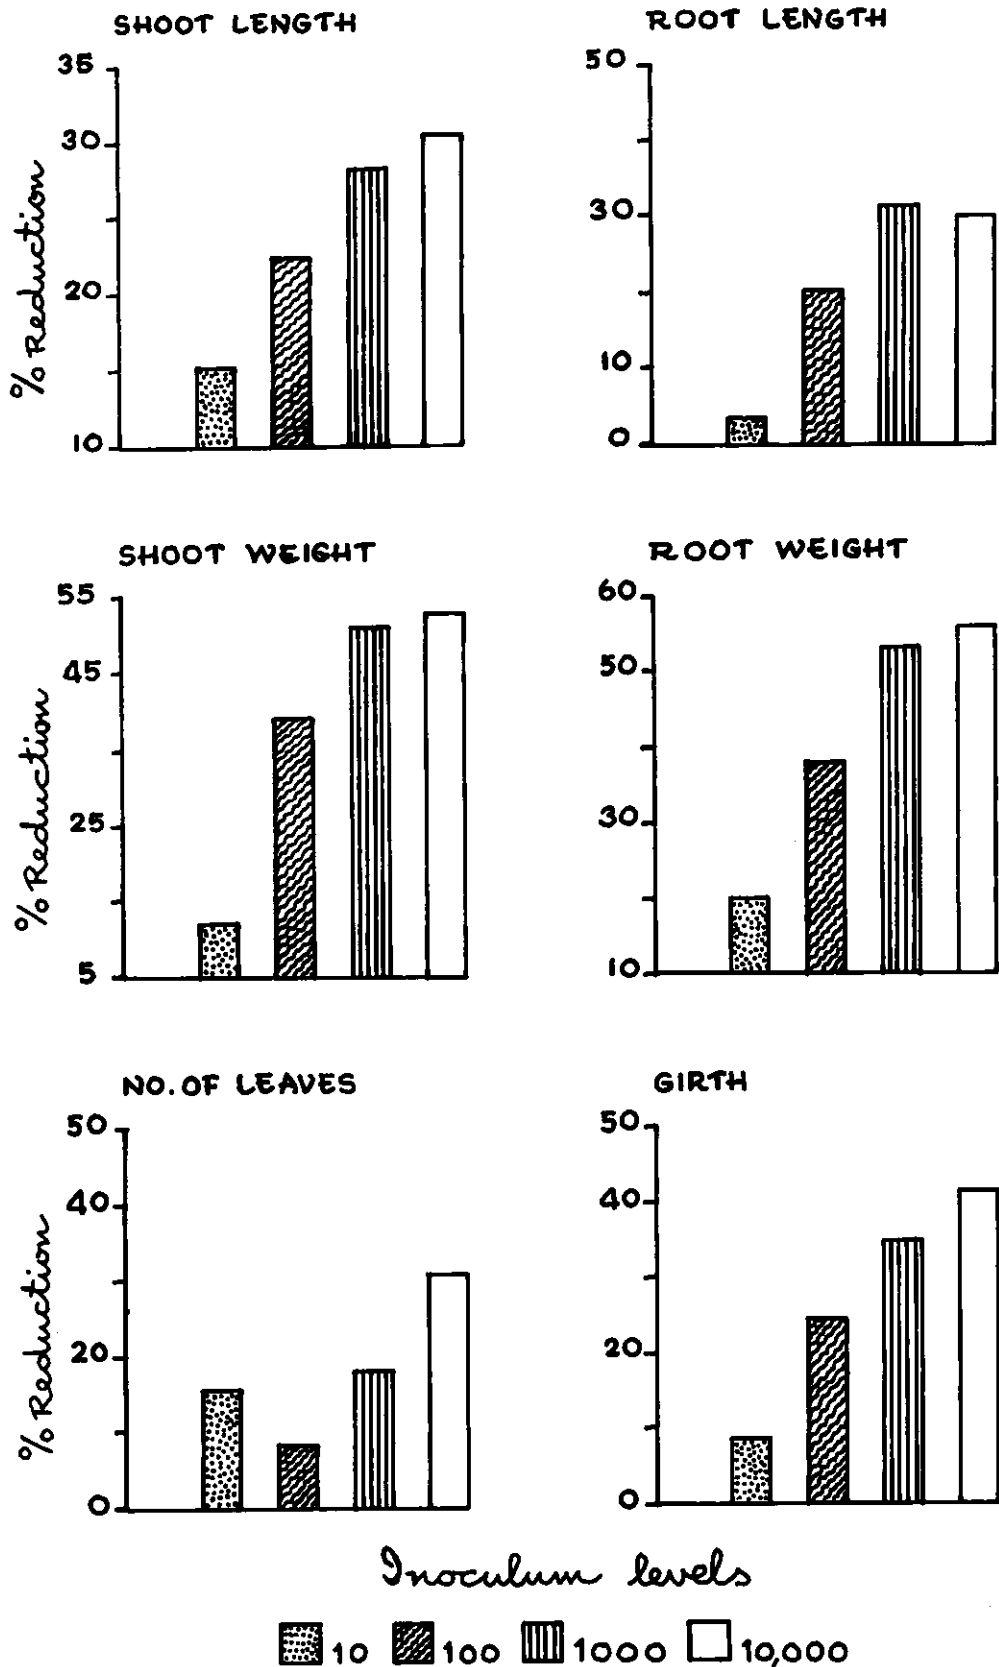 SHOOT LENGTH
35
30
20
10
% Reduction
ROOT LENGTH
50
30
10
0
SHOOT WEIGHT
55
45
25
5
% Reduction
ROOT WEIGHT
60
50
30
10
NO. OF LEAVES
50
40
20
0
% Reduction
GIRTH
50
40
20
0
Inoculum levels
10 100 1000 10,000